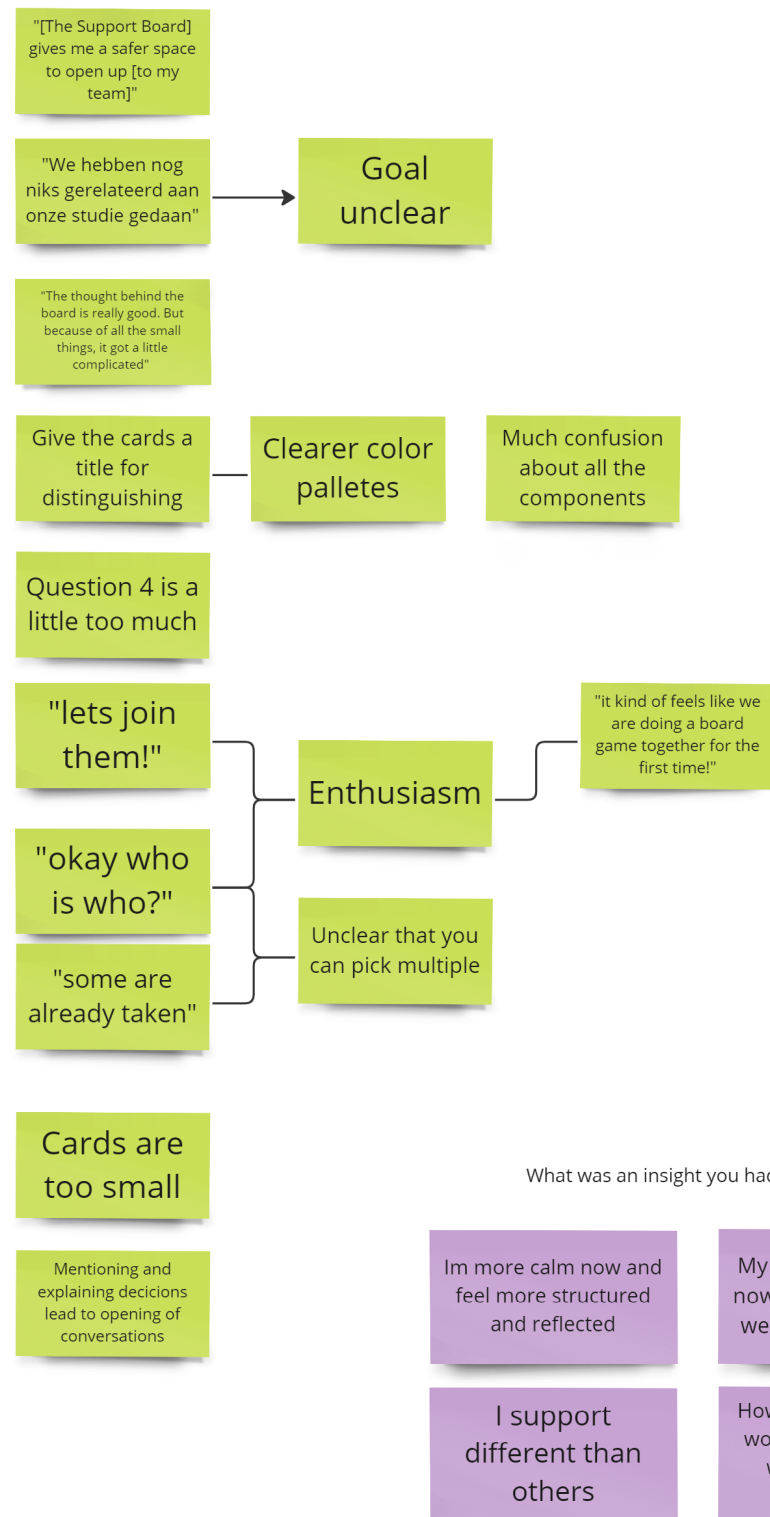 "[The Support Board]
gives me a safer space
to open up [to my
team]"
"We hebben nog
niks gerelateerd aan
onze studie gedaan"
Goal
unclear
"The thought behind the
board is really good. But
because of all the small
things, it got a little
complicated"
Give the cards a
title for
distinguishing
Clearer color
palletes
Much confusion
about all the
components
Question 4 is a
little too much
"lets join
them!"
"okay who
is who?"
"some are
already taken"
Enthusiasm
Unclear that you
can pick multiple
"it kind of feels like we
are doing a board
game together for the
first time!"
Cards are
too small
Mentioning and
explaining decicions
lead to opening of
conversations
What was an insight you had
Im more calm now and
feel more structured
and reflected
My
now
we
I support
different than
others
How
wo